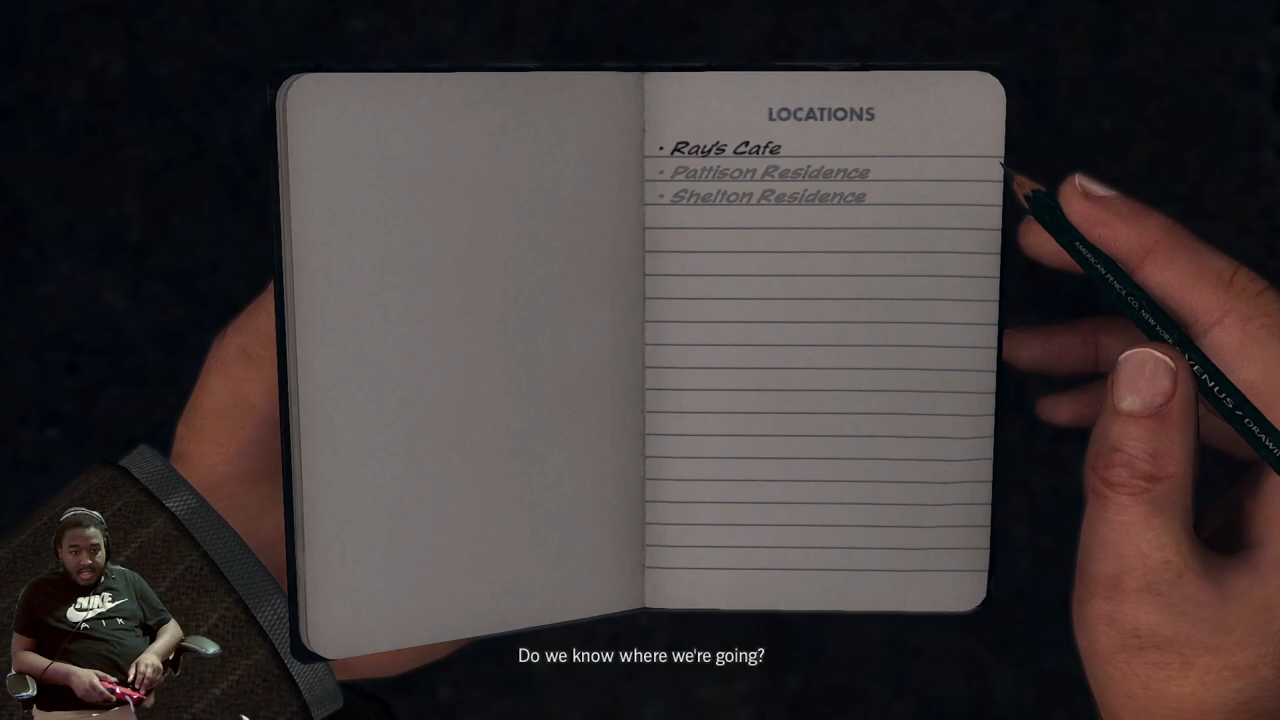 LOCATIONS
· Ray's Cafe
· Pattison Residence
· Shelton Residence
AMERICAN PENCIL CO. NEW YORK
VENUS / DRAWIN
NIKE
AIR
Do we know where we're going?